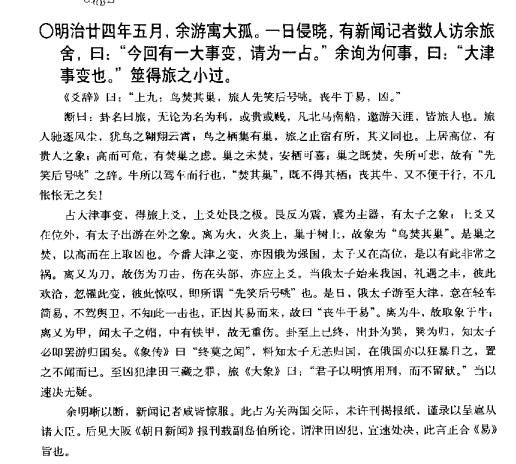 〇明治廿四年五月，余游寓大孤。一日侵晓，有新闻记者数人访余旅
舍，曰：“今回有一大事变，请为一占。”余询为何事，曰：“大津
事变也。”筮得旅之小过。
《爻辞》曰：“上九：鸟焚其巢，旅人先笑后号咷。丧牛于易，凶。”
断曰：卦名曰旅，无论为名为利，或贵或贱，凡北马南船，遨游天涯，皆旅人也。旅
人驰逐风尘，犹鸟之翱翔云霄；鸟之栖集有巢，旅之止宿有所，其义同也。上居高位，有
贵人之象；高而可危，有焚巢之虑。巢之未焚，安栖可喜；巢之既焚，失所可悲，故有“先
笑后号咷”之辞。牛所以驾车而行也，“焚其巢”，既不得其栖；丧其牛，又不便于行，不几
怅怅无之矣！
占大津事变，得旅上爻，上爻处艮之极。艮反为震，震为主器，有太子之象；上爻又
在位外，有太子出游在外之象。离为火，火炎上，巢于树上，故象为“鸟焚其巢”。是巢之
焚，以高而在上取凶也。今番大津之变，亦因俄为强国，太子又在高位，是以有此非常之
祸。离又为刀，故伤为刀击，伤在头部，亦应上爻。当俄太子始来我国，礼遇之丰，彼此
欢洽，忽罹此变，彼此惊叹，即所谓“先笑后号咷”也。是日，俄太子游至大津，意在轻车
简易，不驾舆卫，不知此一击也，正因其易而来，故曰“丧牛于易”。离为牛，故取象于牛；
离又为甲，闻太子之帽，中有铁甲，故无重伤。卦至上已终，出卦为巽，巽为归，知太子
必即罢游归国矣。《象传》曰“终莫之闻”，料知太子无恙归国，在俄国亦以狂暴目之，置
之不闻而已。至凶犯津田三藏之罪，旅《大象》曰：“君子以明慎用刑，而不留狱。”当以
速决无疑。
余明晰以断，新闻记者咸皆惊服。此占为关两国交际，未许刊揭报纸，谨录以呈扈从
诸大臣。后见大阪《朝日新闻》报刊载副岛伯所论，谓津田凶犯，宜速处决，此言正合《易》
旨也。